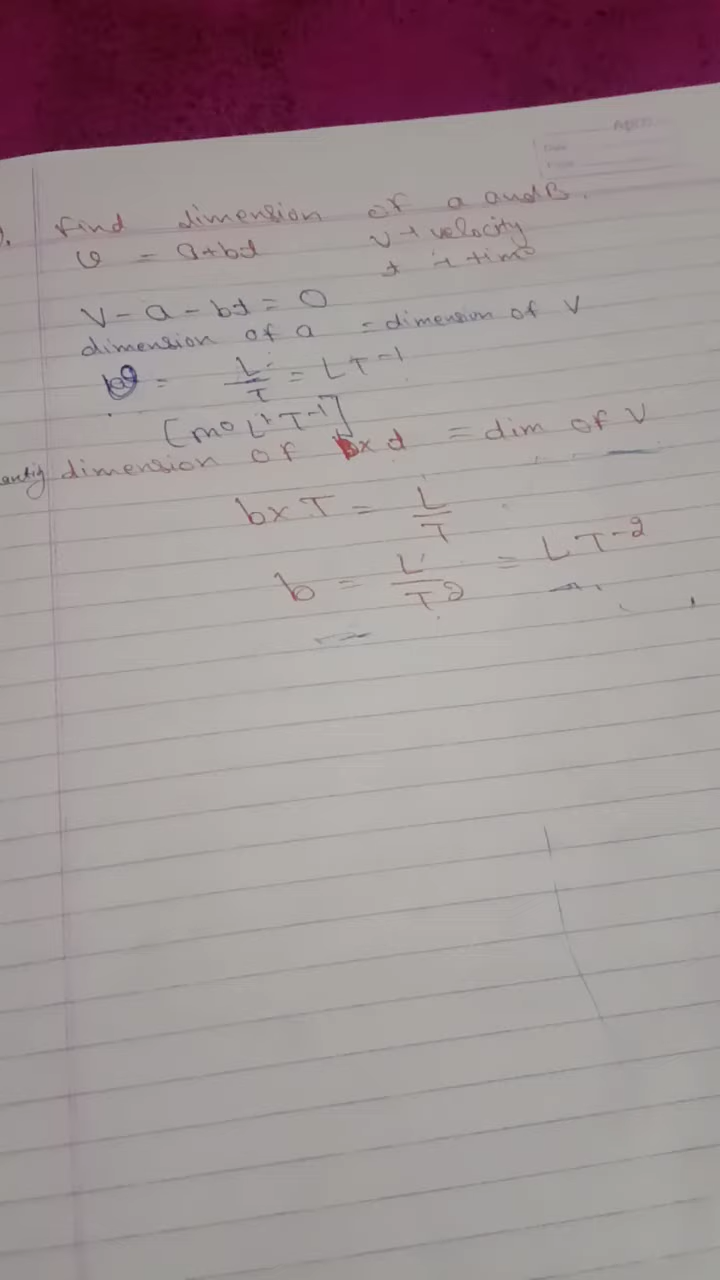 find dimension of a and B.
v = a+bt v → velocity
t → time
v - a - bt = 0
dimension of a = dimension of V
= L/T = LT-1
[m0 L1 T-1]
dimension of b x t = dim of V
b x T = L/T
b = L/T2 = LT-2